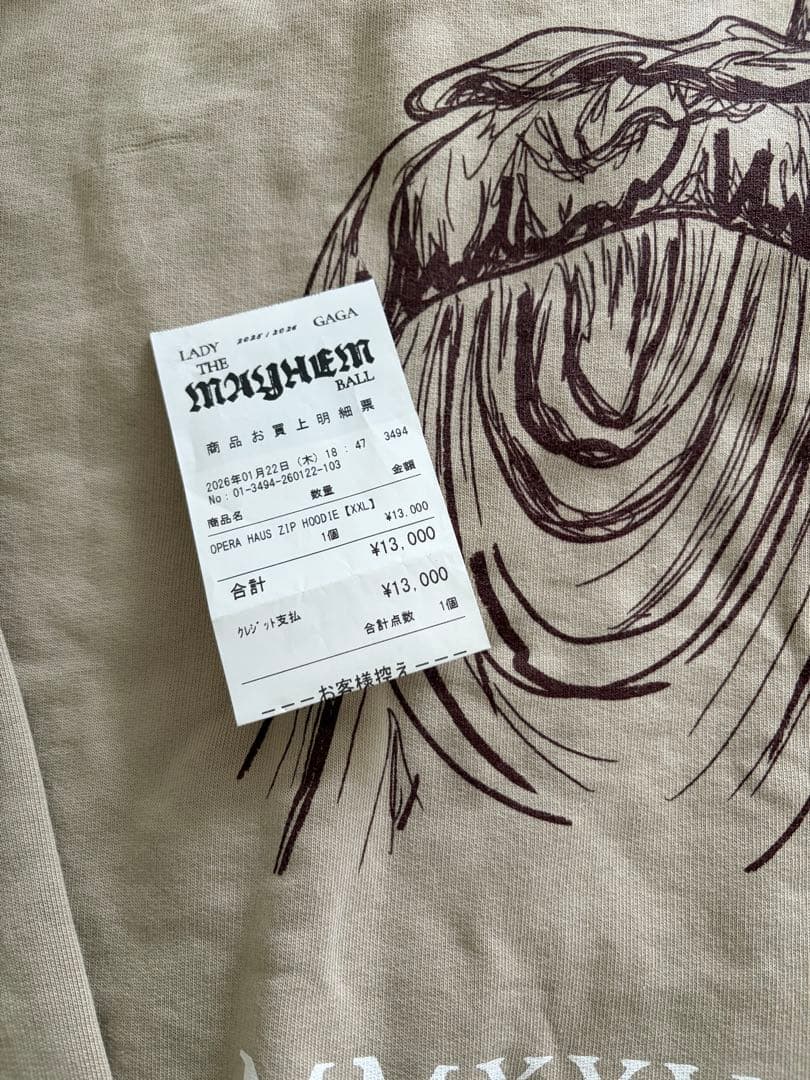 LADY 2025/2026 GAGA
THE
MAYHEM
BALL
商品お買上明細票
2026年01月22日 (木) 18:47 3494
No:01-3494-260122-103
商品名 数量 金額
OPERA HAUS ZIP HOODIE【XXL】
1個 ¥13,000
合計 ¥13,000
クレジット支払 ¥13,000
合計点数 1個
---お客様控え---